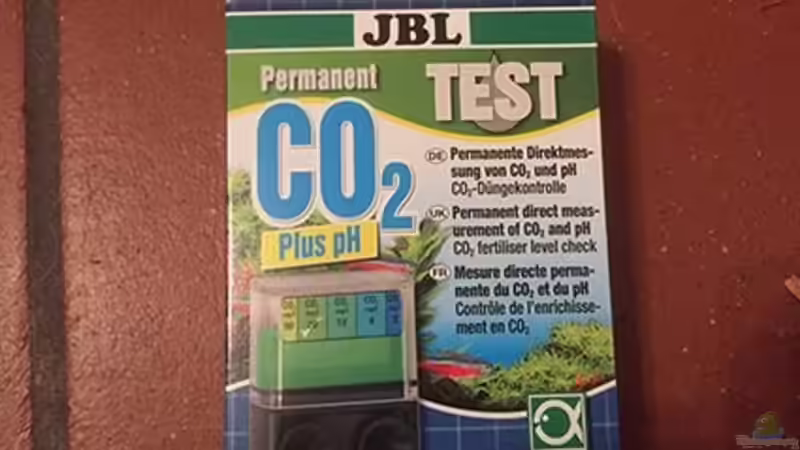 JBL
Permanent
TEST
CO₂
Plus pH
DE Permanente Direktmes-
sung von CO₂ und pH
CO₂-Düngekontrolle
UK Permanent direct meas-
urement of CO₂ and pH
CO₂ fertiliser level check
FR Mesure directe perma-
nente du CO₂ et du pH
Contrôle de l'enrichisse-
ment en CO₂